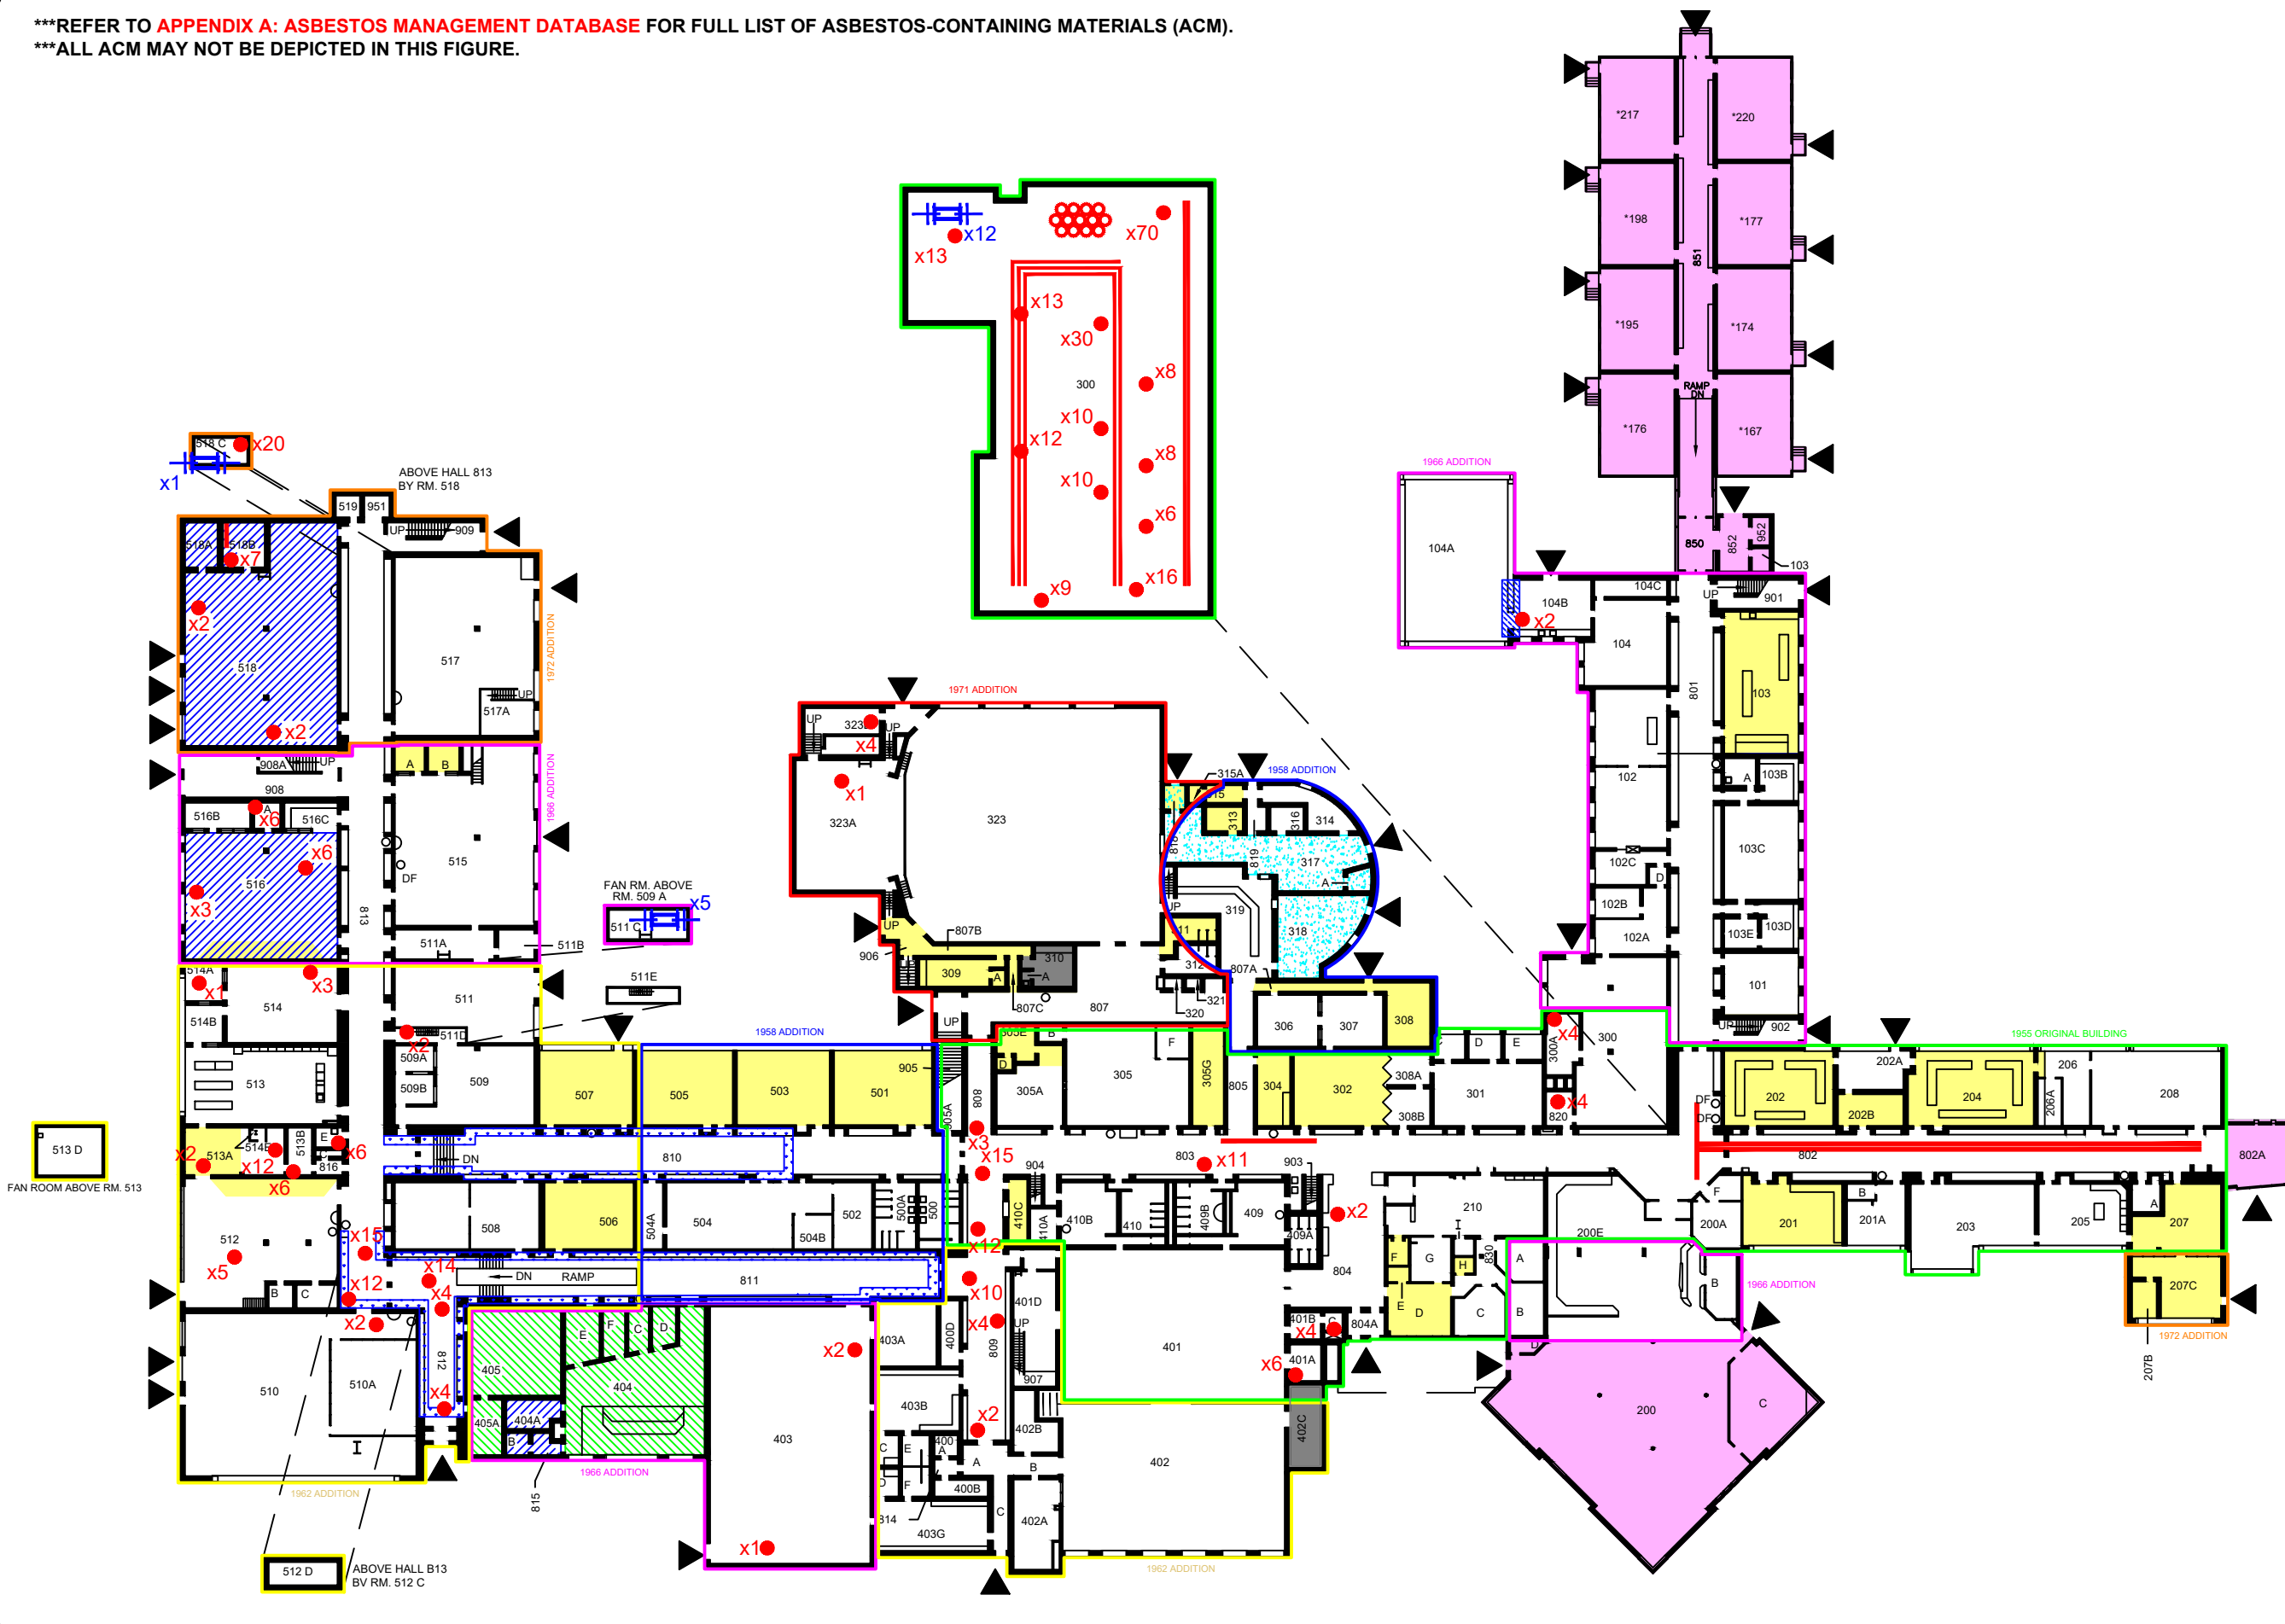 ***REFER TO APPENDIX A: ASBESTOS MANAGEMENT DATABASE FOR FULL LIST OF ASBESTOS-CONTAINING MATERIALS (ACM).
***ALL ACM MAY NOT BE DEPICTED IN THIS FIGURE.
*217
*220
*198
*177
851
*195
*174
RAMP
DN
*176
*167
850
852
952
103
x12
x13
x70
x13
x30
x8
300
x10
x12
x8
x10
x6
x9
x16
518 C
x20
x1
ABOVE HALL 813
BY RM. 518
519
951
UP
909
518A
518B
x7
x2
518
x2
517
UP
517A
1972 ADDITION
1966 ADDITION
104A
104B
x2
104C
104
UP
901
801
103
102
A
103B
102C
D
103C
102B
102A
103E
103D
101
UP
902
908A
UP
908
A
B
516B
A
x6
516C
x6
516
x3
813
515
DF
1966 ADDITION
511A
511B
FAN RM. ABOVE
RM. 509 A
511 C
x5
511E
1971 ADDITION
UP
323
UP
x4
x1
323A
323
UP
906
807B
309
A
310
A
807C
807
UP
1958 ADDITION
315A
313
316
314
819
317
A
319
UP
318
312
807A
321
320
306
307
308
514A
x1
x3
514
514B
511
x2
511D
509A
509B
509
513
1958 ADDITION
507
505
503
501
905
808
305E
B
D
305A
305
F
305G
805
304
302
308A
308B
D
E
301
300A
x4
x4
820
300
1955 ORIGINAL BUILDING
202
202A
202B
204
206
206A
208
DF
DF
802
802A
513 D
FAN ROOM ABOVE RM. 513
x2
513A
x12
513B
E
816
x6
x6
DN
810
x3
x15
904
803
x11
903
512
x5
B
C
x15
x12
x14
x4
x2
508
506
504A
504
504B
502
500A
500
DN
RAMP
811
x12
410C
410A
410B
410
409B
409
409A
x2
804
210
F
G
H
830
A
E
D
C
B
200E
F
200A
B
1966 ADDITION
201
B
201A
203
205
A
207
207C
1972 ADDITION
207B
510
510A
812
x4
405
E
F
C
D
404
405A
404A
B
815
1966 ADDITION
x2
403
x1
x10
x4
403A
400D
809
401D
UP
907
401
401B
x4
804A
401A
x6
403B
x2
402B
402C
C
E
F
A
B
400B
C
814
403G
402A
402
1962 ADDITION
200
C
1962 ADDITION
512 D
ABOVE HALL B13
BV RM. 512 C